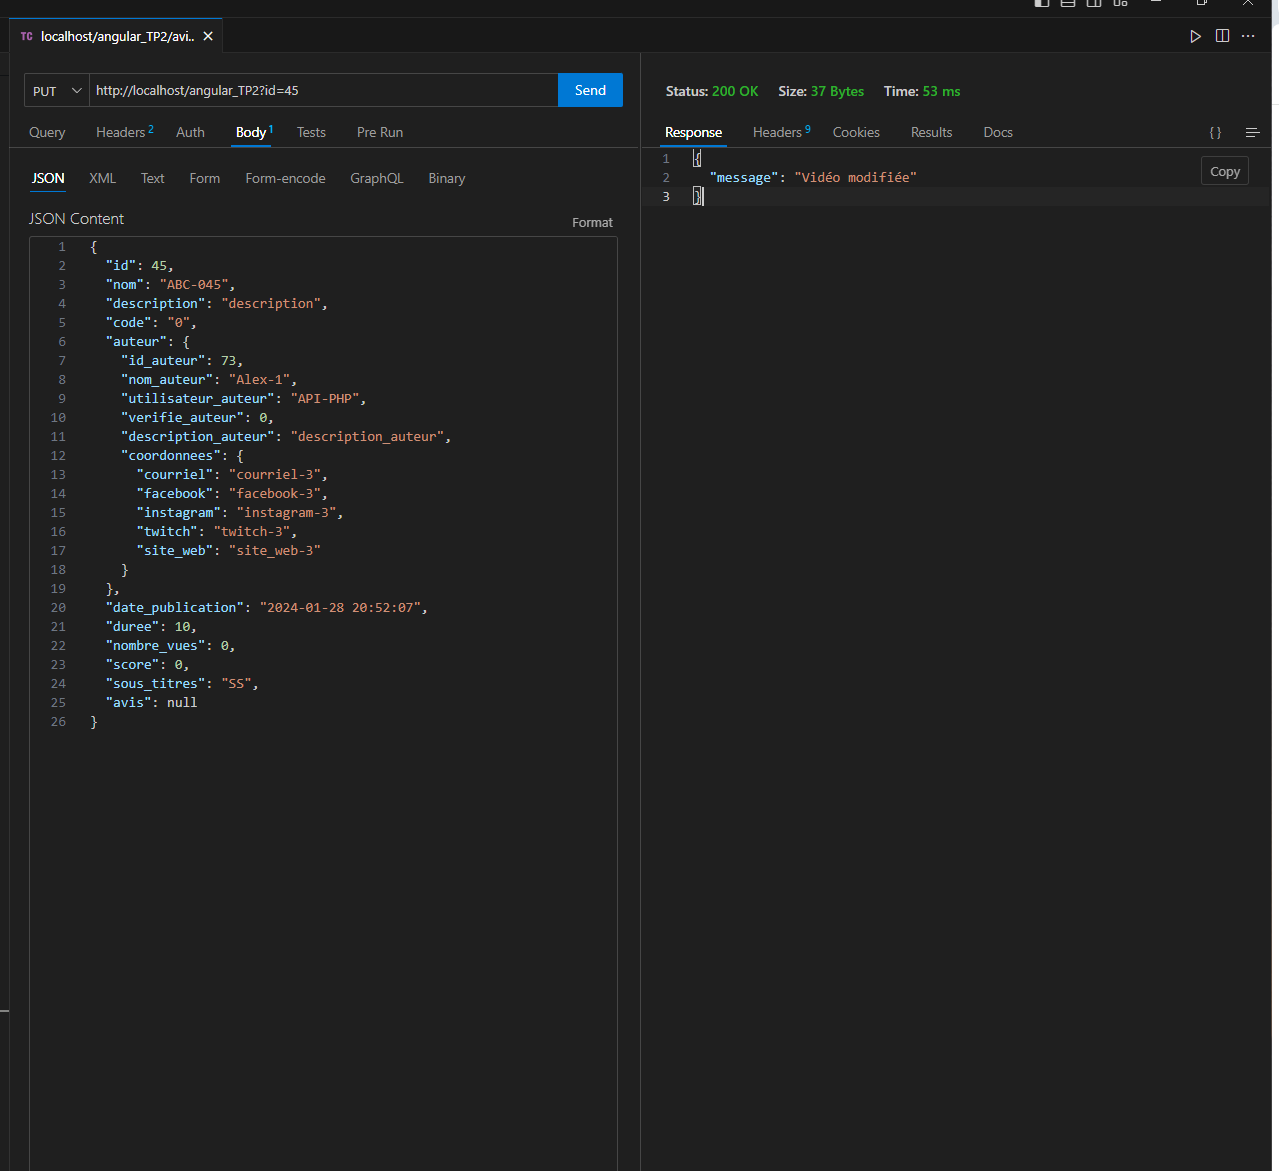 TC localhost/angular_TP2/avi..
PUT http://localhost/angular_TP2?id=45 Send
Query Headers 2 Auth Body 1 Tests Pre Run
JSON XML Text Form Form-encode GraphQL Binary
JSON Content Format
1 {
2 "id": 45,
3 "nom": "ABC-045",
4 "description": "description",
5 "code": "0",
6 "auteur": {
7 "id_auteur": 73,
8 "nom_auteur": "Alex-1",
9 "utilisateur_auteur": "API-PHP",
10 "verifie_auteur": 0,
11 "description_auteur": "description_auteur",
12 "coordonnees": {
13 "courriel": "courriel-3",
14 "facebook": "facebook-3",
15 "instagram": "instagram-3",
16 "twitch": "twitch-3",
17 "site_web": "site_web-3"
18 }
19 },
20 "date_publication": "2024-01-28 20:52:07",
21 "duree": 10,
22 "nombre_vues": 0,
23 "score": 0,
24 "sous_titres": "SS",
25 "avis": null
26 }
Status: 200 OK Size: 37 Bytes Time: 53 ms
Response Headers 9 Cookies Results Docs { }
1 {
2 "message": "Vidéo modifiée"
3 }
Copy